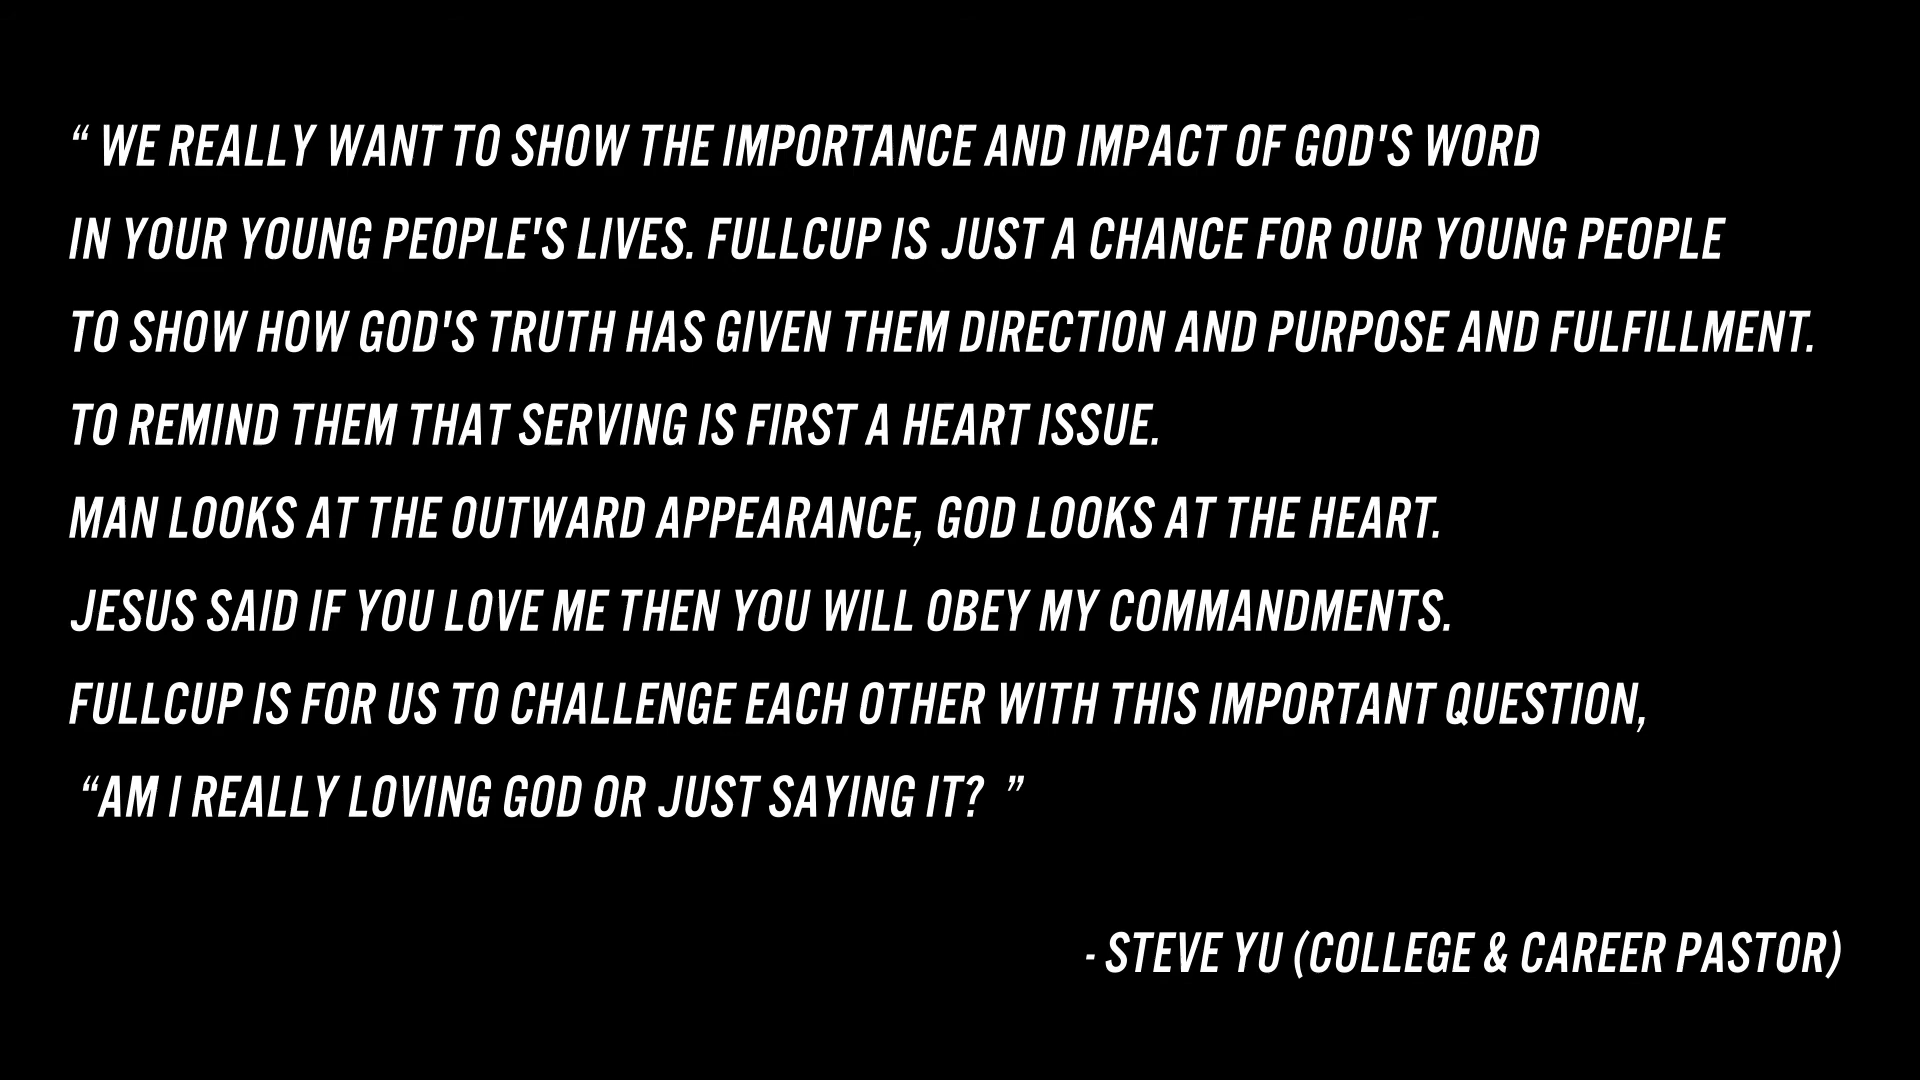 “ WE REALLY WANT TO SHOW THE IMPORTANCE AND IMPACT OF GOD'S WORD
IN YOUR YOUNG PEOPLE'S LIVES. FULLCUP IS JUST A CHANCE FOR OUR YOUNG PEOPLE
TO SHOW HOW GOD'S TRUTH HAS GIVEN THEM DIRECTION AND PURPOSE AND FULFILLMENT.
TO REMIND THEM THAT SERVING IS FIRST A HEART ISSUE.
MAN LOOKS AT THE OUTWARD APPEARANCE, GOD LOOKS AT THE HEART.
JESUS SAID IF YOU LOVE ME THEN YOU WILL OBEY MY COMMANDMENTS.
FULLCUP IS FOR US TO CHALLENGE EACH OTHER WITH THIS IMPORTANT QUESTION,
“AM I REALLY LOVING GOD OR JUST SAYING IT? ”
- STEVE YU (COLLEGE & CAREER PASTOR)